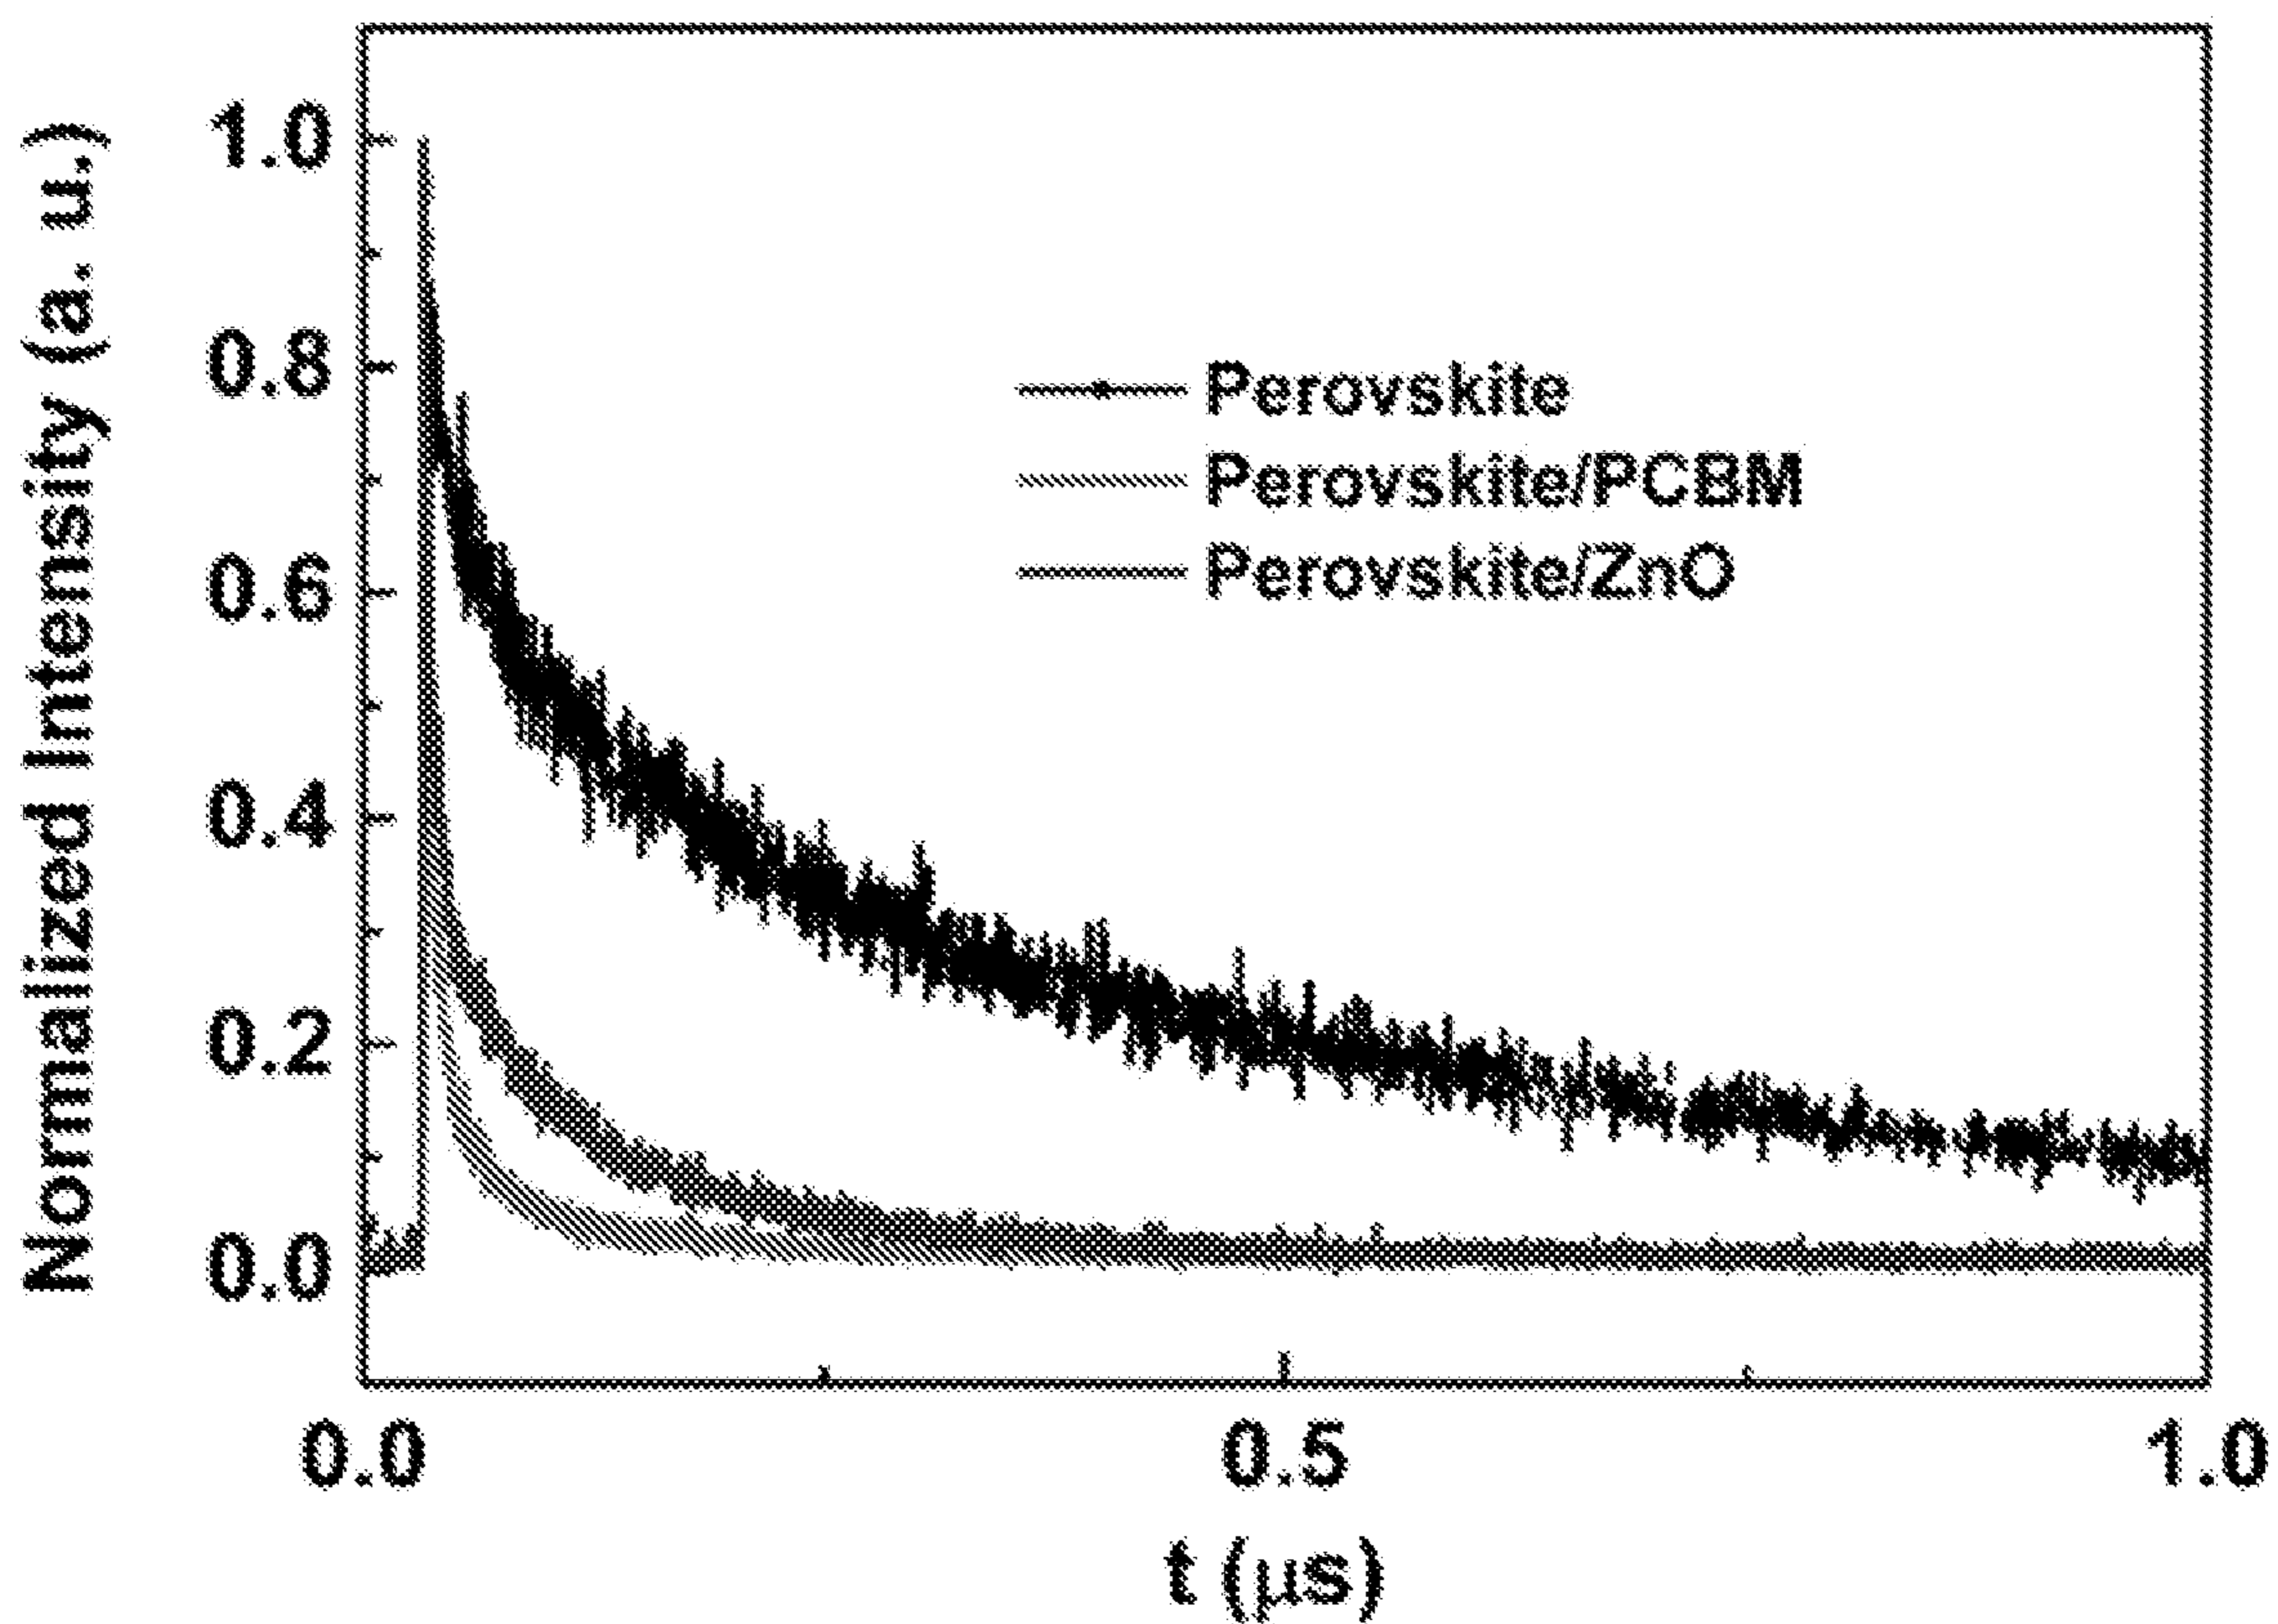 Normalized Intensity (a. u.)
1.0
0.8
0.6
0.4
0.2
0.0
Perovskite
Perovskite/PCBM
Perovskite/ZnO
0.0
0.5
1.0
t (μs)